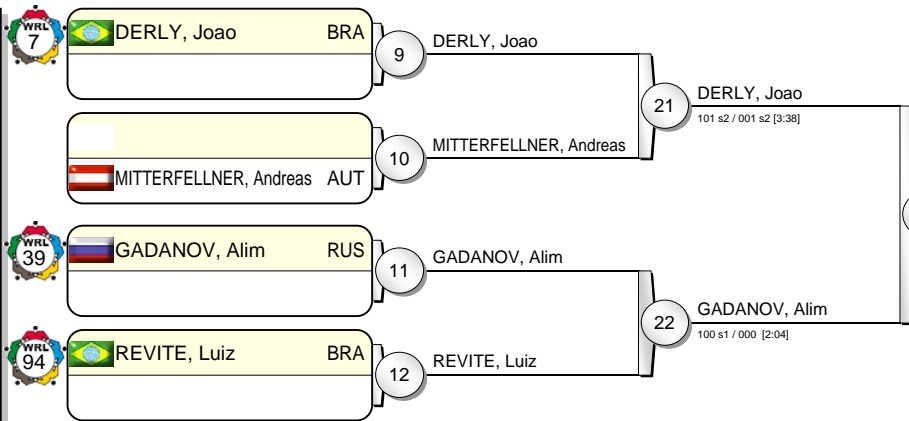 WRL
7
DERLY, Joao BRA
9
DERLY, Joao
21
DERLY, Joao
101 s2 / 001 s2 [3:38]
MITTERFELLNER, Andreas AUT
10
MITTERFELLNER, Andreas
WRL
39
GADANOV, Alim RUS
11
GADANOV, Alim
22
GADANOV, Alim
100 s1 / 000 [2:04]
WRL
94
REVITE, Luiz BRA
12
REVITE, Luiz